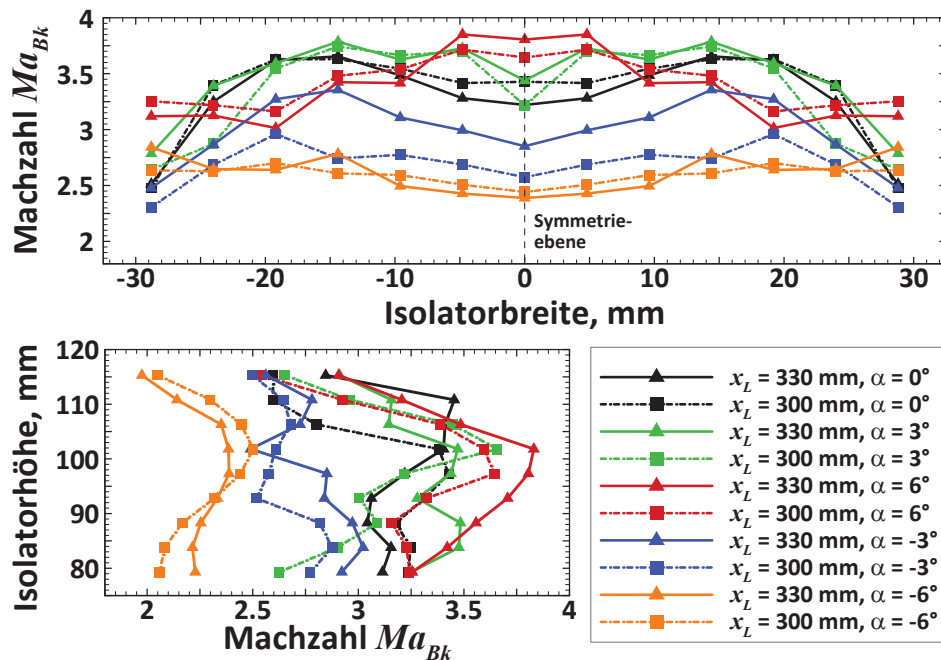 4
3.5
3
2.5
2
Machzahl Ma_Bk
-30 -20 -10 0 10 20 30
Symmetrie-
ebene
Isolatorbreite, mm
120
110
100
90
80
Isolatorhöhe, mm
2 2.5 3 3.5 4
Machzahl Ma_Bk
x_L = 330 mm, α = 0°
x_L = 300 mm, α = 0°
x_L = 330 mm, α = 3°
x_L = 300 mm, α = 3°
x_L = 330 mm, α = 6°
x_L = 300 mm, α = 6°
x_L = 330 mm, α = -3°
x_L = 300 mm, α = -3°
x_L = 330 mm, α = -6°
x_L = 300 mm, α = -6°